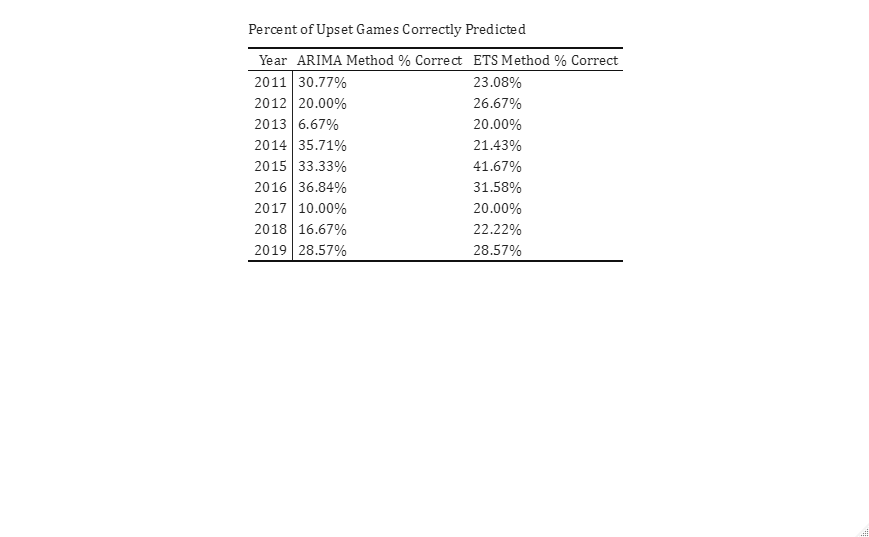 Percent of Upset Games Correctly Predicted
Year ARIMA Method % Correct ETS Method % Correct
2011 30.77% 23.08%
2012 20.00% 26.67%
2013 6.67% 20.00%
2014 35.71% 21.43%
2015 33.33% 41.67%
2016 36.84% 31.58%
2017 10.00% 20.00%
2018 16.67% 22.22%
2019 28.57% 28.57%